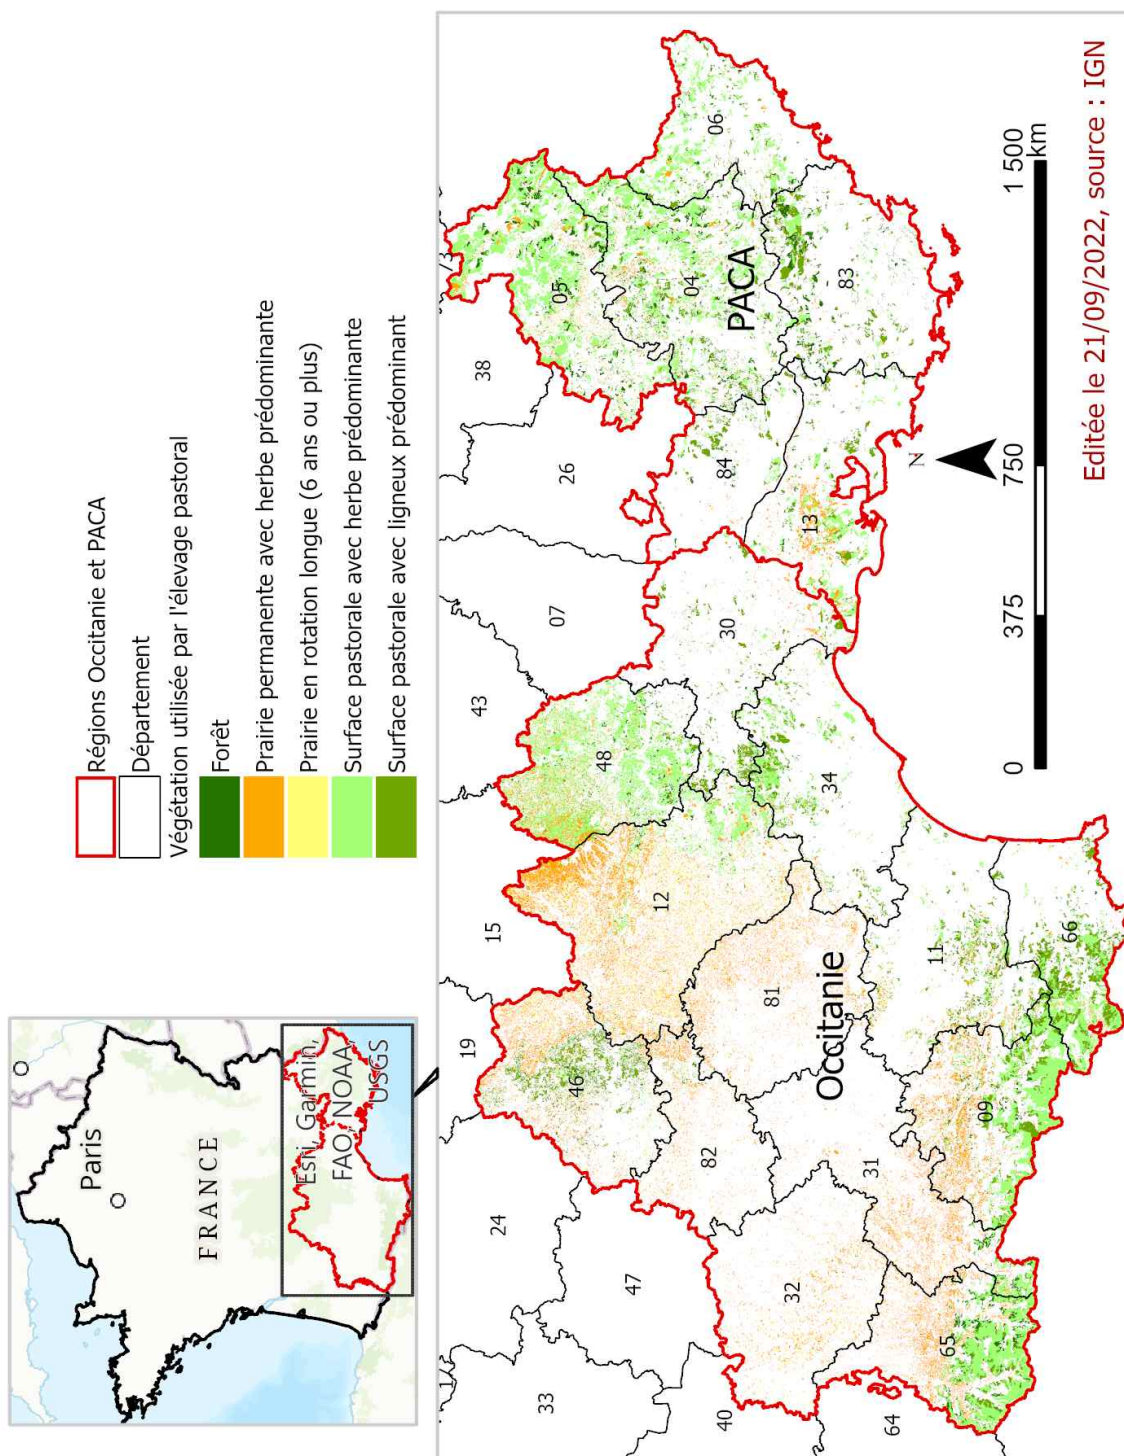 Paris
FRANCE
Esri, Garmin,
FAO, NOAA,
USGS
Régions Occitanie et PACA
Département
Végétation utilisée par l'élevage pastoral
Forêt
Prairie permanente avec herbe prédominante
Prairie en rotation longue (6 ans ou plus)
Surface pastorale avec herbe prédominante
Surface pastorale avec ligneux prédominant
33
24
19
15
43
07
26
38
47
46
12
48
05
40
32
82
81
30
84
04
06
PACA
64
65
31
09
Occitanie
11
34
13
83
66
N
0
375
750
1 500
km
Editée le 21/09/2022, source : IGN